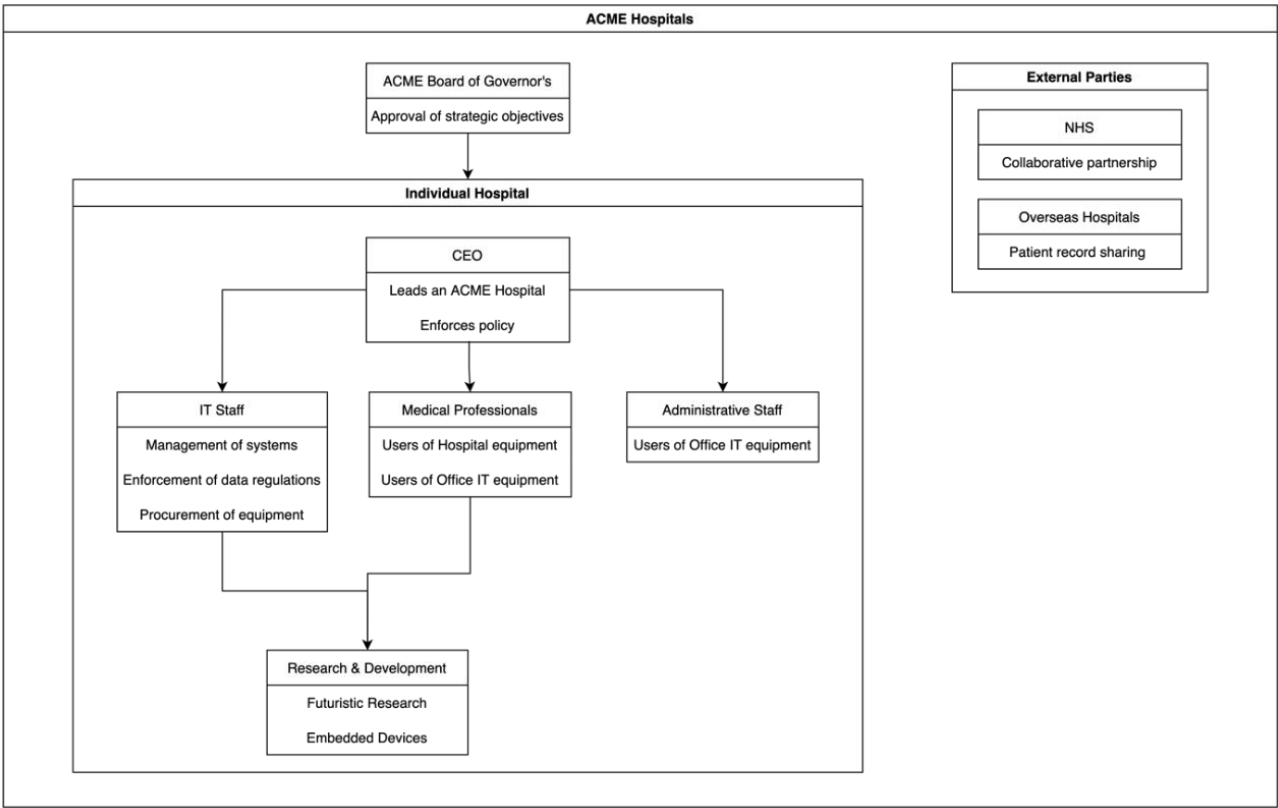 ACME Hospitals
ACME Board of Governor's
Approval of strategic objectives
External Parties
NHS
Collaborative partnership
Overseas Hospitals
Patient record sharing
Individual Hospital
CEO
Leads an ACME Hospital
Enforces policy
IT Staff
Management of systems
Enforcement of data regulations
Procurement of equipment
Medical Professionals
Users of Hospital equipment
Users of Office IT equipment
Administrative Staff
Users of Office IT equipment
Research & Development
Futuristic Research
Embedded Devices